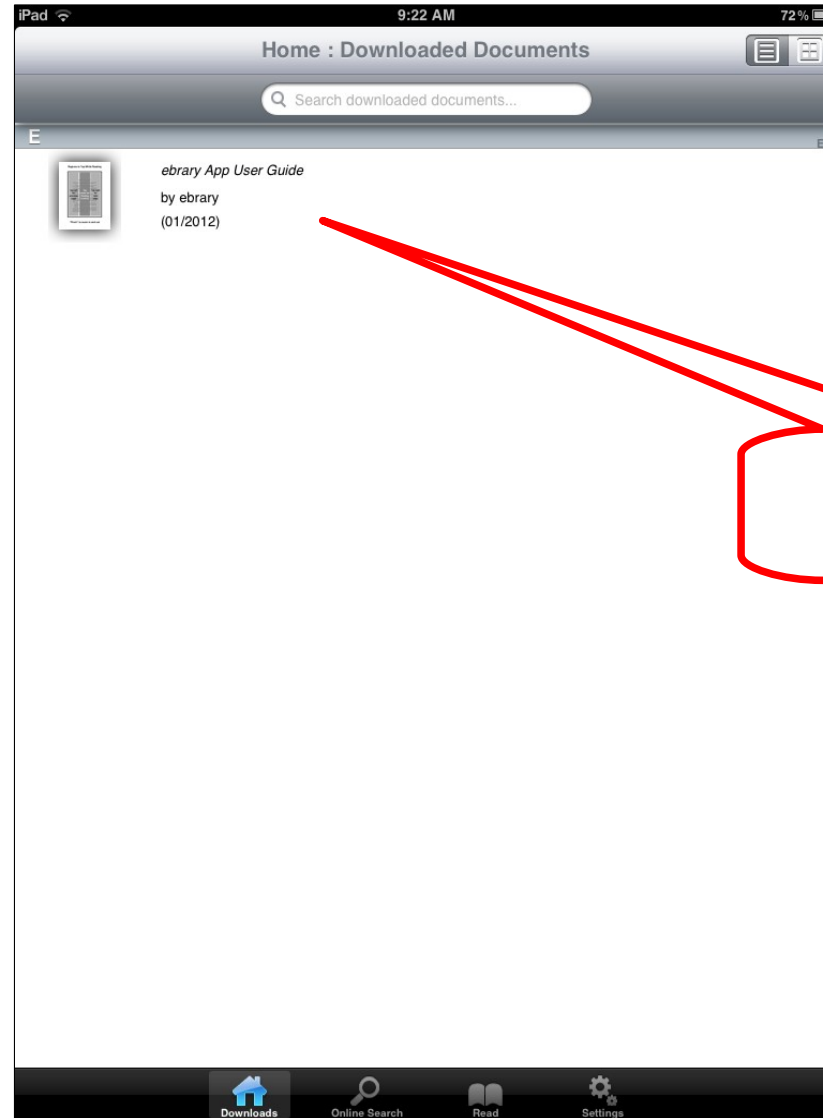 iPad 9:22 AM 72%
Home : Downloaded Documents
Search downloaded documents...
E
E
ebrary App User Guide
by ebrary
(01/2012)
Downloads Online Search Read Settings